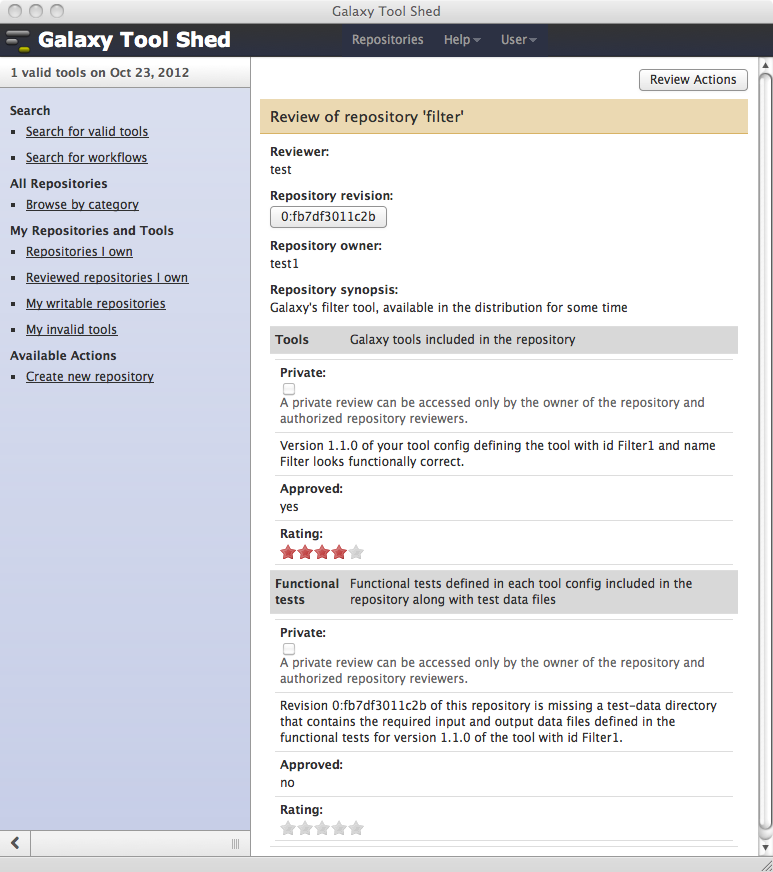 Galaxy Tool Shed
Galaxy Tool Shed
Repositories Help User
1 valid tools on Oct 23, 2012
Search
Search for valid tools
Search for workflows
All Repositories
Browse by category
My Repositories and Tools
Repositories I own
Reviewed repositories I own
My writable repositories
My invalid tools
Available Actions
Create new repository
Review Actions
Review of repository 'filter'
Reviewer:
test
Repository revision:
0:fb7df3011c2b
Repository owner:
test1
Repository synopsis:
Galaxy's filter tool, available in the distribution for some time
Tools Galaxy tools included in the repository
Private:
A private review can be accessed only by the owner of the repository and
authorized repository reviewers.
Version 1.1.0 of your tool config defining the tool with id Filter1 and name
Filter looks functionally correct.
Approved:
yes
Rating:
Functional Functional tests defined in each tool config included in the
tests repository along with test data files
Private:
A private review can be accessed only by the owner of the repository and
authorized repository reviewers.
Revision 0:fb7df3011c2b of this repository is missing a test-data directory
that contains the required input and output data files defined in the
functional tests for version 1.1.0 of the tool with id Filter1.
Approved:
no
Rating: